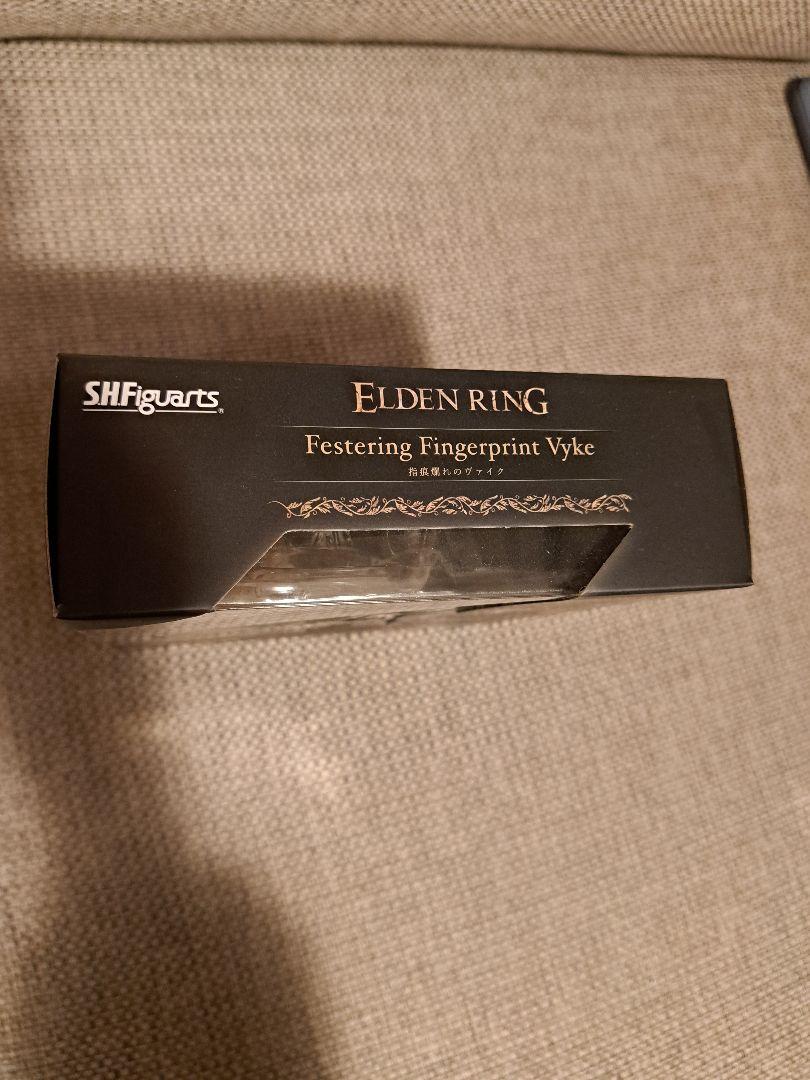 S.H.Figuarts®
ELDEN RING
Festering Fingerprint Vyke
指痕爛れのヴァイク